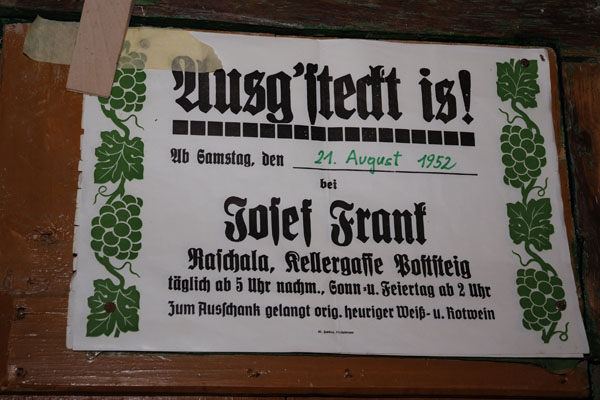 Ausg'steckt is!
Ab Samstag, den 21. August 1952
bei
Josef Frank
Raschala, Kellergasse Poststeig
täglich ab 5 Uhr nachm., Sonn- u. Feiertag ab 2 Uhr
Zum Ausschank gelangt orig. heuriger Weiß- u. Rotwein